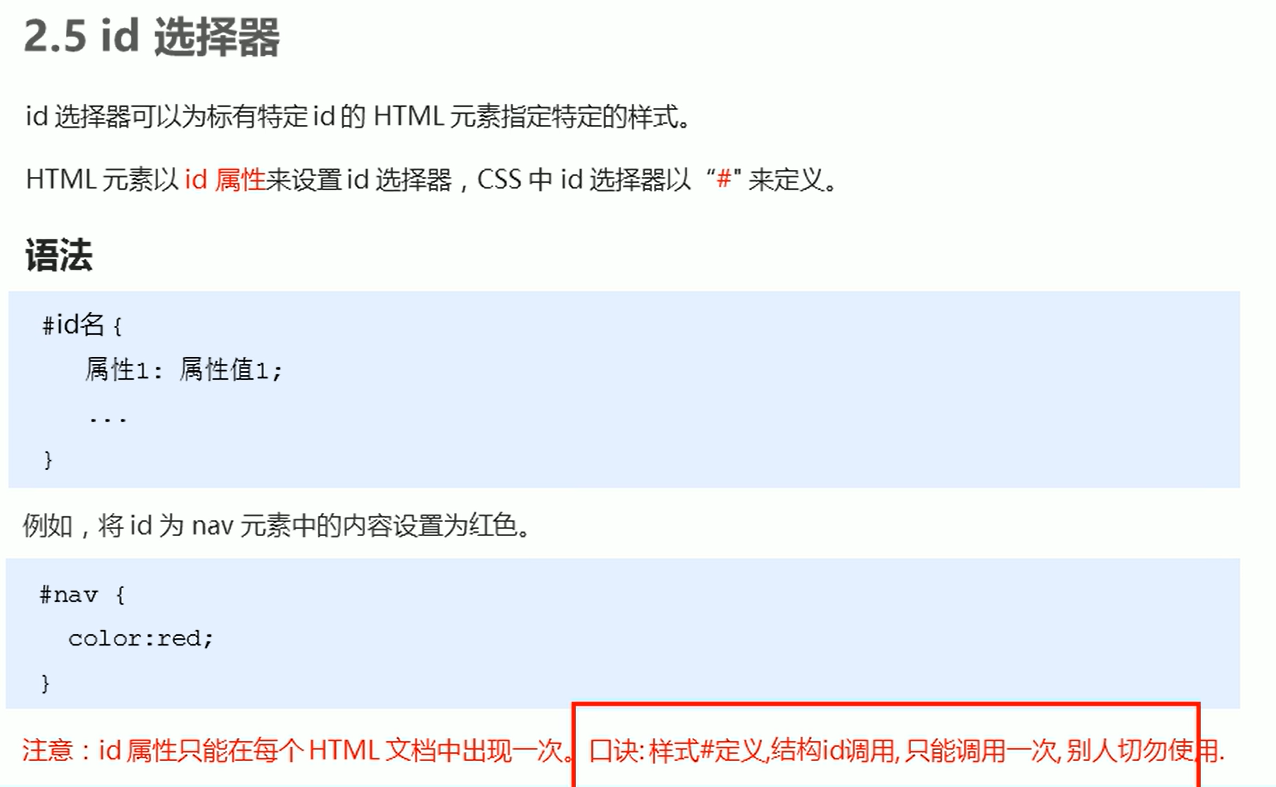 2.5 id 选择器
id 选择器可以为标有特定id的 HTML 元素指定特定的样式。
HTML 元素以 id 属性来设置id 选择器，CSS 中 id 选择器以“#" 来定义。
语法
#id名 {
属性1: 属性值1;
...
}
例如，将 id 为 nav 元素中的内容设置为红色。
#nav {
color:red;
}
注意：id 属性只能在每个 HTML 文档中出现一次。口诀: 样式#定义,结构id调用, 只能调用一次, 别人切勿使用.